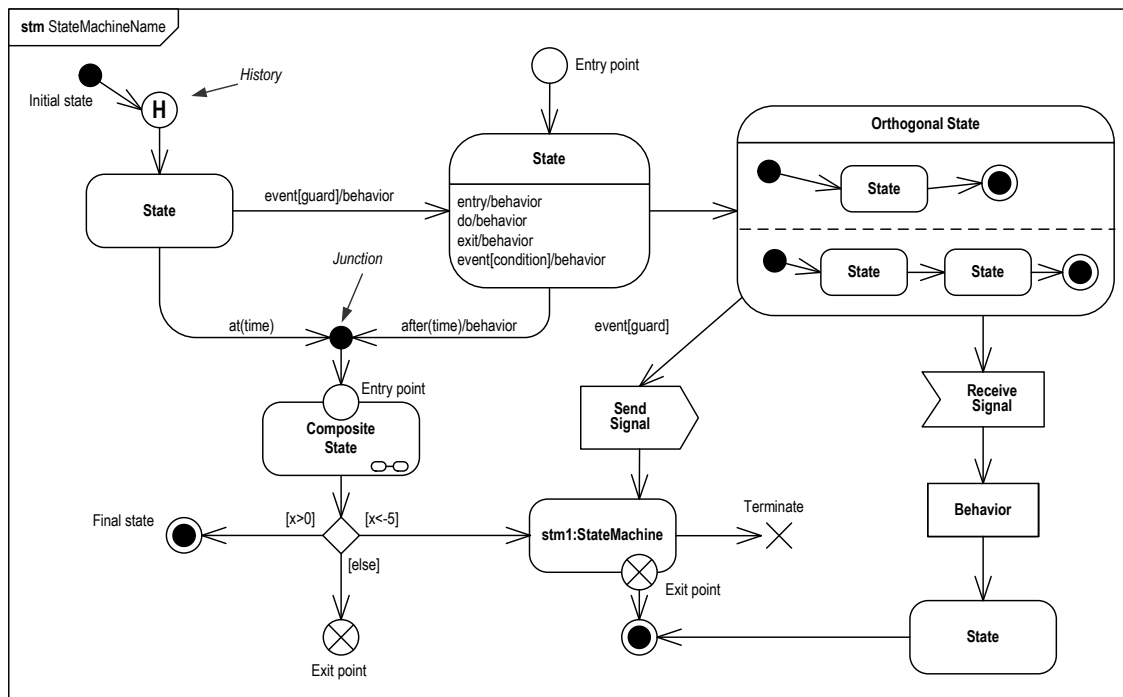 stm StateMachineName
History
Initial state
H
Entry point
State
event[guard]/behavior
State
entry/behavior
do/behavior
exit/behavior
event[condition]/behavior
Orthogonal State
State
State
State
Junction
at(time)
after(time)/behavior
event[guard]
Entry point
Composite
State
Send
Signal
Receive
Signal
Final state
[x>0]
[x<-5]
[else]
stm1:StateMachine
Terminate
Behavior
Exit point
Exit point
State